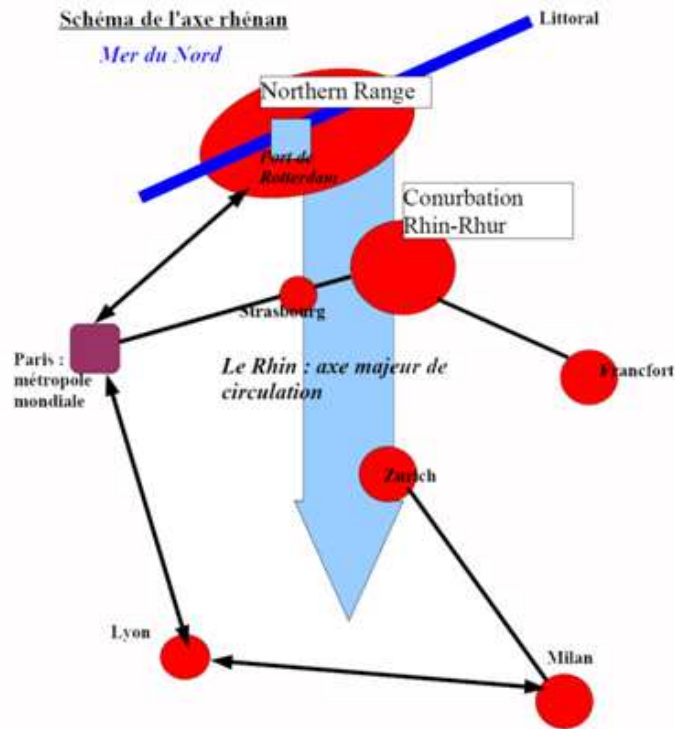 Schéma de l'axe rhénan
Littoral
Mer du Nord
Northern Range
Port de
Rotterdam
Conurbation
Rhin-Rhur
Strasbourg
Paris :
métropole
mondiale
Le Rhin : axe majeur de
circulation
Francfort
Zurich
Lyon
Milan